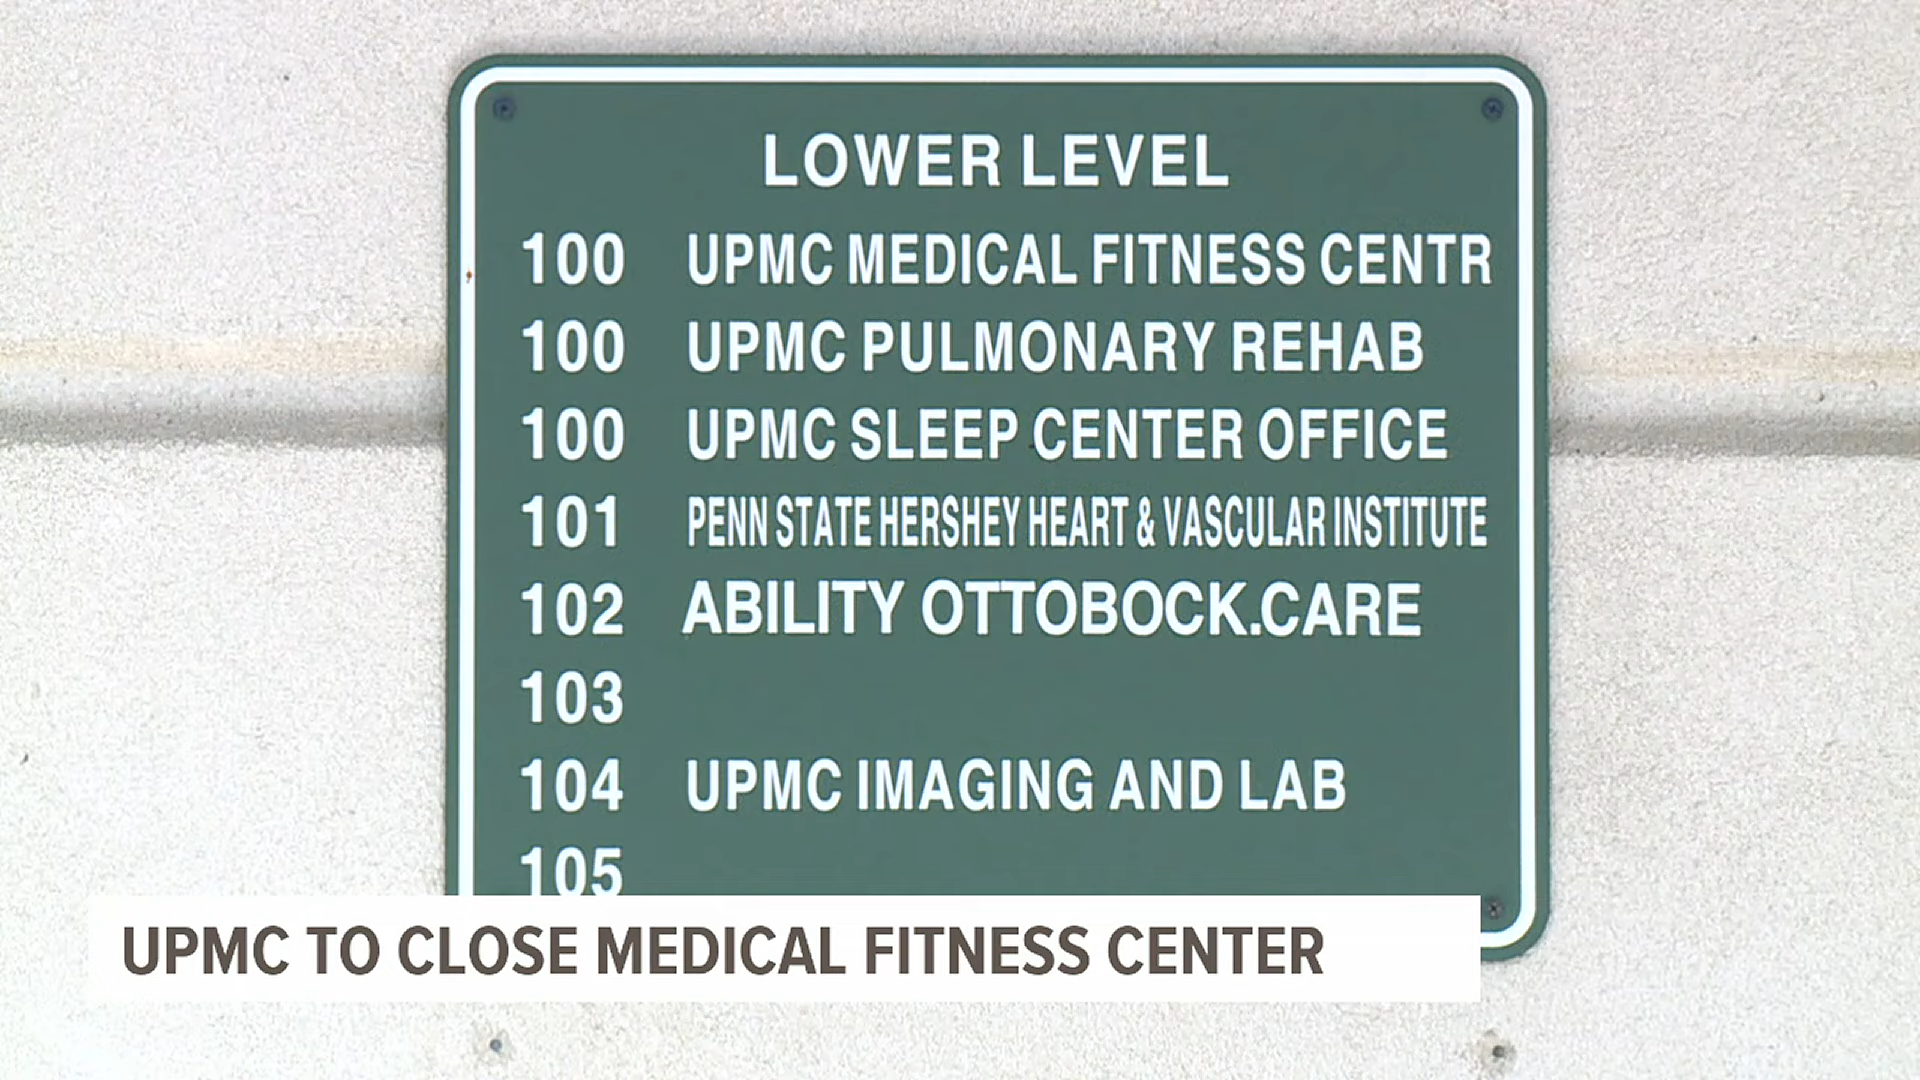 LOWER LEVEL
100 UPMC MEDICAL FITNESS CENTR
100 UPMC PULMONARY REHAB
100 UPMC SLEEP CENTER OFFICE
101 PENN STATE HERSHEY HEART & VASCULAR INSTITUTE
102 ABILITY OTTOBOCK.CARE
103
104 UPMC IMAGING AND LAB
105
UPMC TO CLOSE MEDICAL FITNESS CENTER